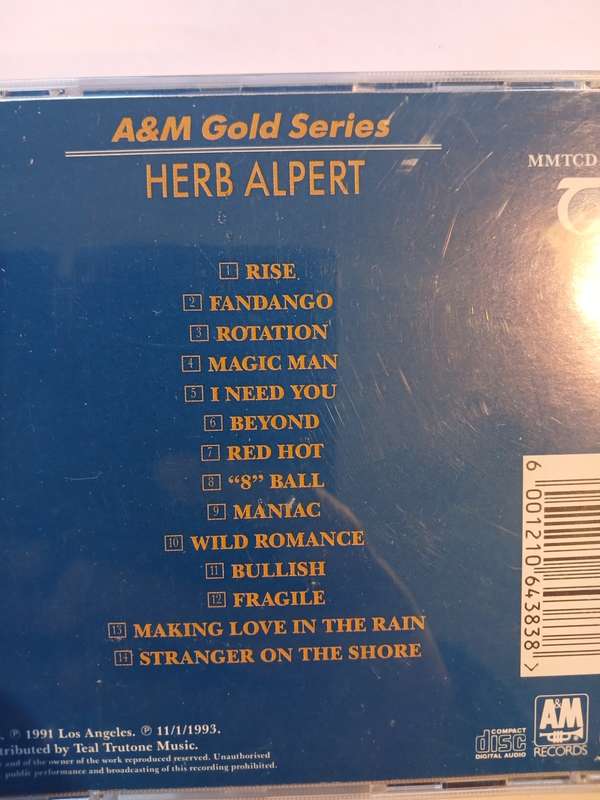 A&M Gold Series
HERB ALPERT
MMTCD
1 RISE
2 FANDANGO
3 ROTATION
4 MAGIC MAN
5 I NEED YOU
6 BEYOND
7 RED HOT
8 “8” BALL
9 MANIAC
10 WILD ROMANCE
11 BULLISH
12 FRAGILE
13 MAKING LOVE IN THE RAIN
14 STRANGER ON THE SHORE
6 001210 643838 >
℗ 1991 Los Angeles. ℗ 11/1/1993.
tributed by Teal Trutone Music.
and of the owner of the work reproduced reserved. Unauthorised
public performance and broadcasting of this recording prohibited.
COMPACT
disc
DIGITAL AUDIO
A&M
RECORDS